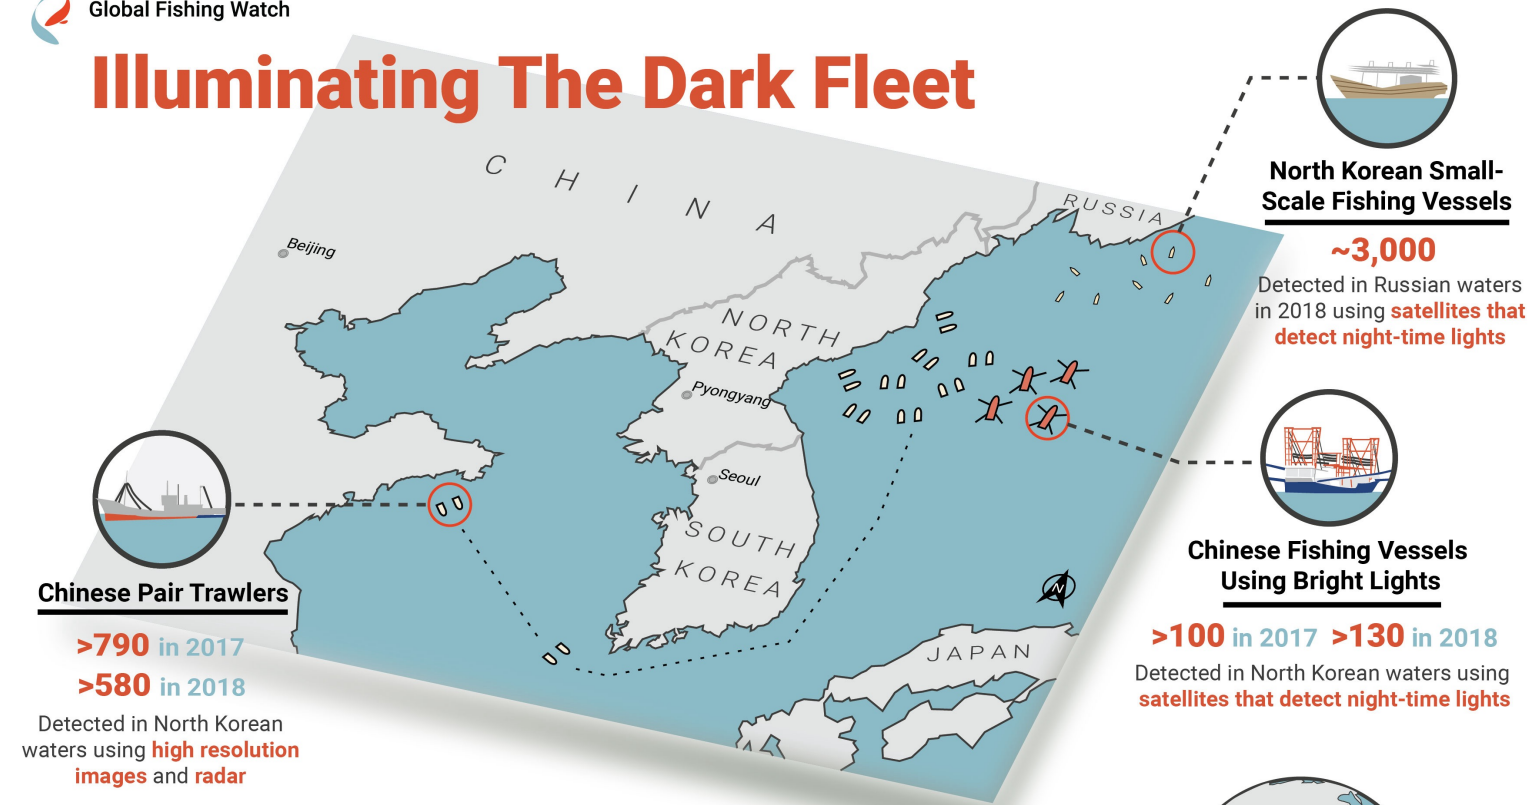 Global Fishing Watch
Illuminating The Dark Fleet
CHINA
RUSSIA
Beijing
NORTH
KOREA
Pyongyang
Seoul
SOUTH
KOREA
JAPAN
N
North Korean Small-
Scale Fishing Vessels
~3,000
Detected in Russian waters
in 2018 using satellites that
detect night-time lights
Chinese Fishing Vessels
Using Bright Lights
>100 in 2017 >130 in 2018
Detected in North Korean waters using
satellites that detect night-time lights
Chinese Pair Trawlers
>790 in 2017
>580 in 2018
Detected in North Korean
waters using high resolution
images and radar